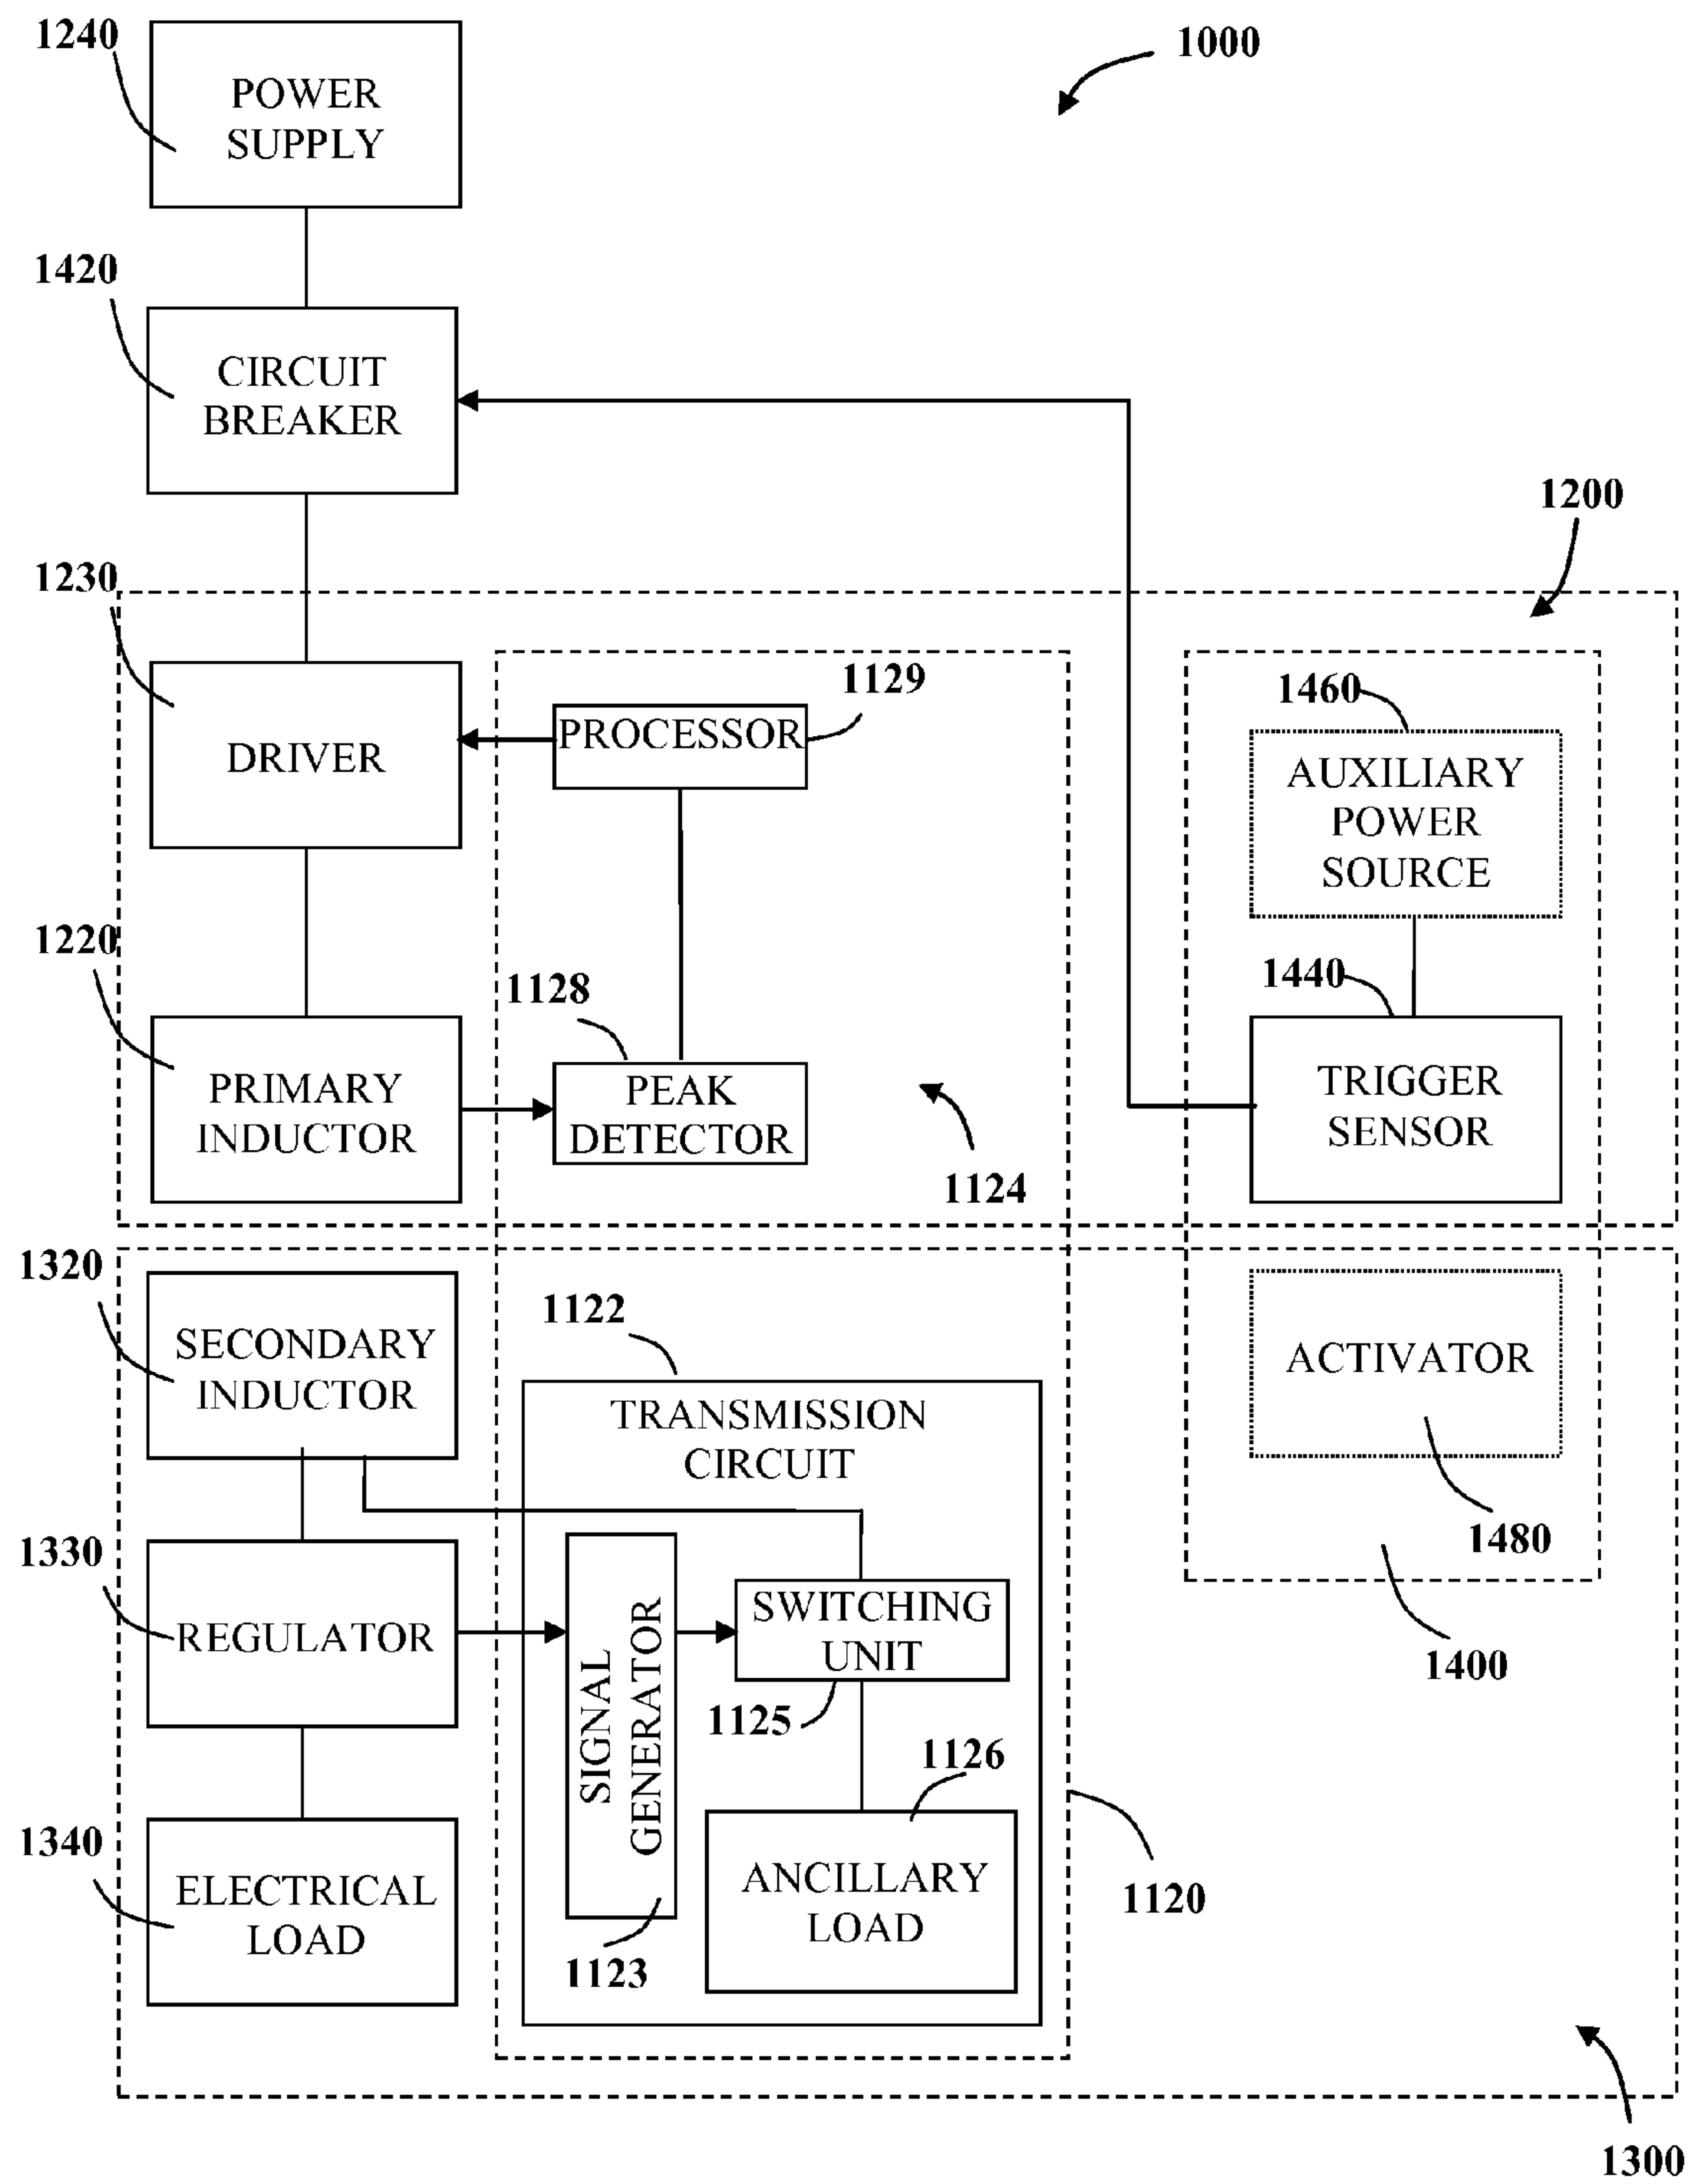 1240
1000
POWER
SUPPLY
1420
CIRCUIT
BREAKER
1200
1230
1129
1460
PROCESSOR
DRIVER
AUXILIARY
POWER
SOURCE
1220
1128
1440
PRIMARY
INDUCTOR
PEAK
DETECTOR
TRIGGER
SENSOR
1124
1320
1122
SECONDARY
INDUCTOR
TRANSMISSION
CIRCUIT
ACTIVATOR
1480
1330
REGULATOR
SIGNAL
GENERATOR
SWITCHING
UNIT
1400
1125
1126
1340
ELECTRICAL
LOAD
ANCILLARY
LOAD
1120
1123
1300